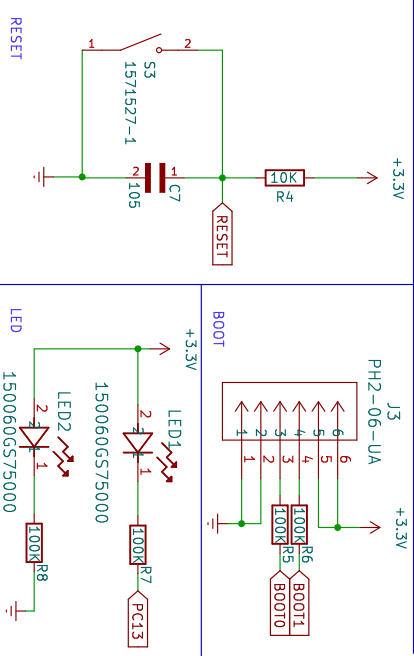 RESET
1
2
S3
1571527-1
2
1
C7
105
10K
R4
+3.3V
RESET
LED
+3.3V
2
1
LED1
150060GS75000
100K
R7
PC13
2
1
LED2
150060GS75000
100K
R8
BOOT
J3
PH2-06-UA
1
2
3
4
5
6
1
2
3
4
5
6
+3.3V
100K
R5
100K
R6
BOOT0
BOOT1